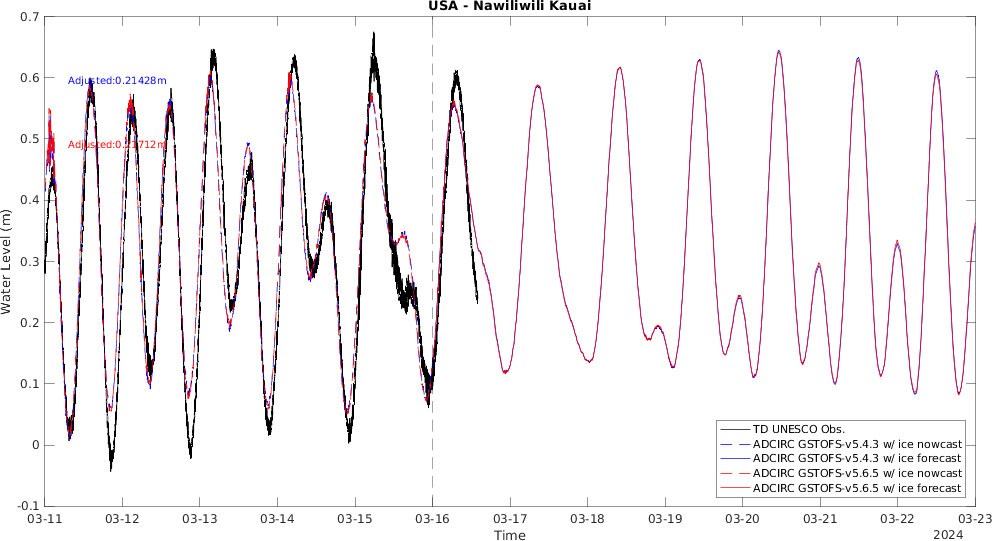 USA - Nawiliwili Kauai
0.7
0.6
0.5
0.4
0.3
0.2
0.1
0
-0.1
Water Level (m)
Adjusted:0.21428m
Adjusted:0.21712m
TD UNESCO Obs.
ADCIRC GSTOFS-v5.4.3 w/ ice nowcast
ADCIRC GSTOFS-v5.4.3 w/ ice forecast
ADCIRC GSTOFS-v5.6.5 w/ ice nowcast
ADCIRC GSTOFS-v5.6.5 w/ ice forecast
03-11 03-12 03-13 03-14 03-15 03-16 03-17 03-18 03-19 03-20 03-21 03-22 03-23
Time
2024